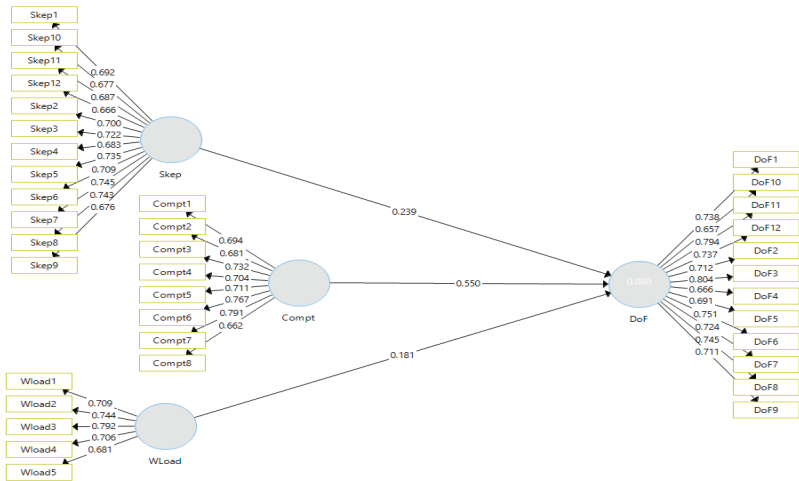 Skep1
Skep10
Skep11
Skep12
Skep2
Skep3
Skep4
Skep5
Skep6
Skep7
Skep8
Skep9
0.692
0.677
0.687
0.666
0.700
0.722
0.683
0.735
0.709
0.745
0.743
0.676
Skep
Compt1
Compt2
Compt3
Compt4
Compt5
Compt6
Compt7
Compt8
0.694
0.681
0.732
0.704
0.711
0.767
0.791
0.662
Compt
Wload1
Wload2
Wload3
Wload4
Wload5
0.709
0.744
0.792
0.706
0.681
WLoad
0.239
0.550
0.181
DoF
0.738
0.657
0.794
0.737
0.712
0.804
0.666
0.691
0.751
0.724
0.745
0.711
DoF1
DoF10
DoF11
DoF12
DoF2
DoF3
DoF4
DoF5
DoF6
DoF7
DoF8
DoF9